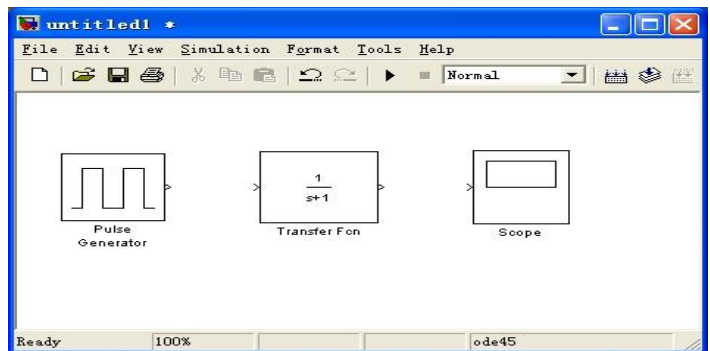 untitled1 *
File Edit View Simulation Format Tools Help
Normal
1
s+1
Pulse
Generator
Transfer Fcn
Scope
Ready 100% ode45